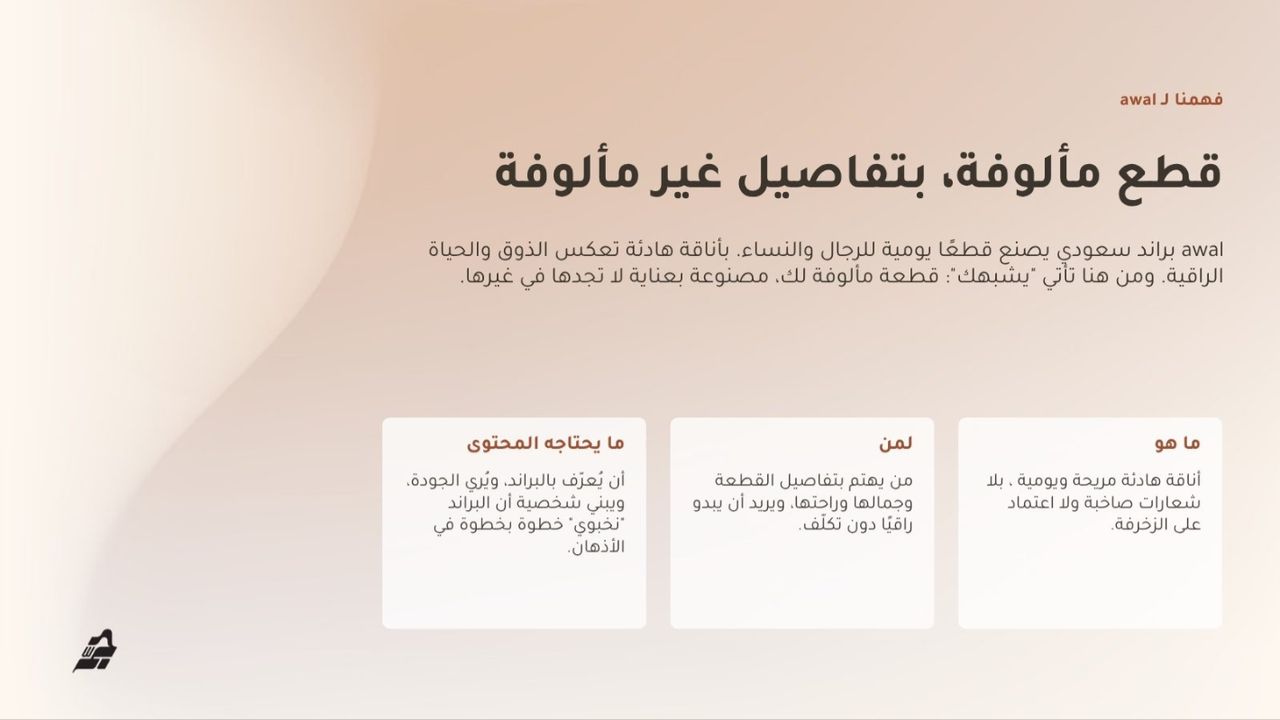 فهمنا لـ awal
قطع مألوفة، بتفاصيل غير مألوفة
awal براند سعودي يصنع قطعًا يومية للرجال والنساء. بأناقة هادئة تعكس الذوق والحياة
الراقية. ومن هنا تأتي "يشبهك": قطعة مألوفة لك، مصنوعة بعناية لا تجدها في غيرها.
ما هو
أناقة هادئة مريحة ويومية ، بلا
شعارات صاخبة ولا اعتماد
على الزخرفة.
لمن
من يهتم بتفاصيل القطعة
وجمالها وراحتها، ويريد أن يبدو
راقيًا دون تكلّف.
ما يحتاجه المحتوى
أن يُعرّف بالبراند، ويُري الجودة،
ويبني شخصية أن البراند
"نخبوي" خطوة بخطوة في
الأذهان.